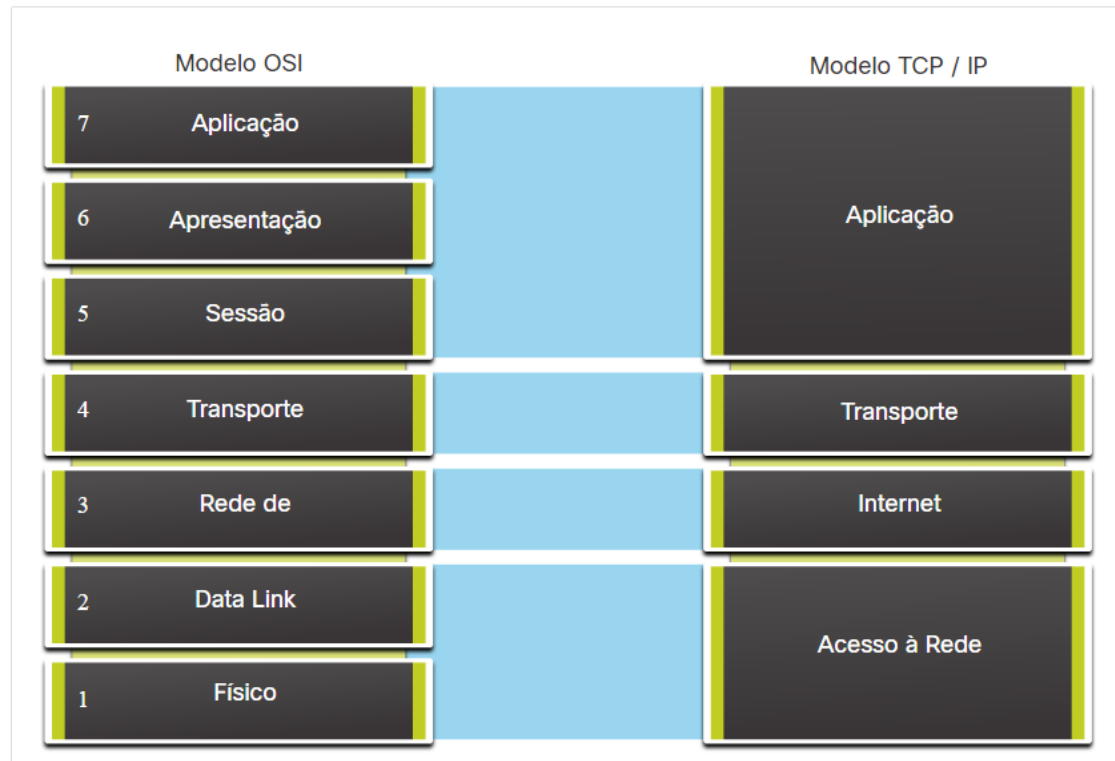 Modelo OSI
Modelo TCP / IP
7 Aplicação
6 Apresentação
5 Sessão
4 Transporte
3 Rede de
2 Data Link
1 Físico
Aplicação
Transporte
Internet
Acesso à Rede